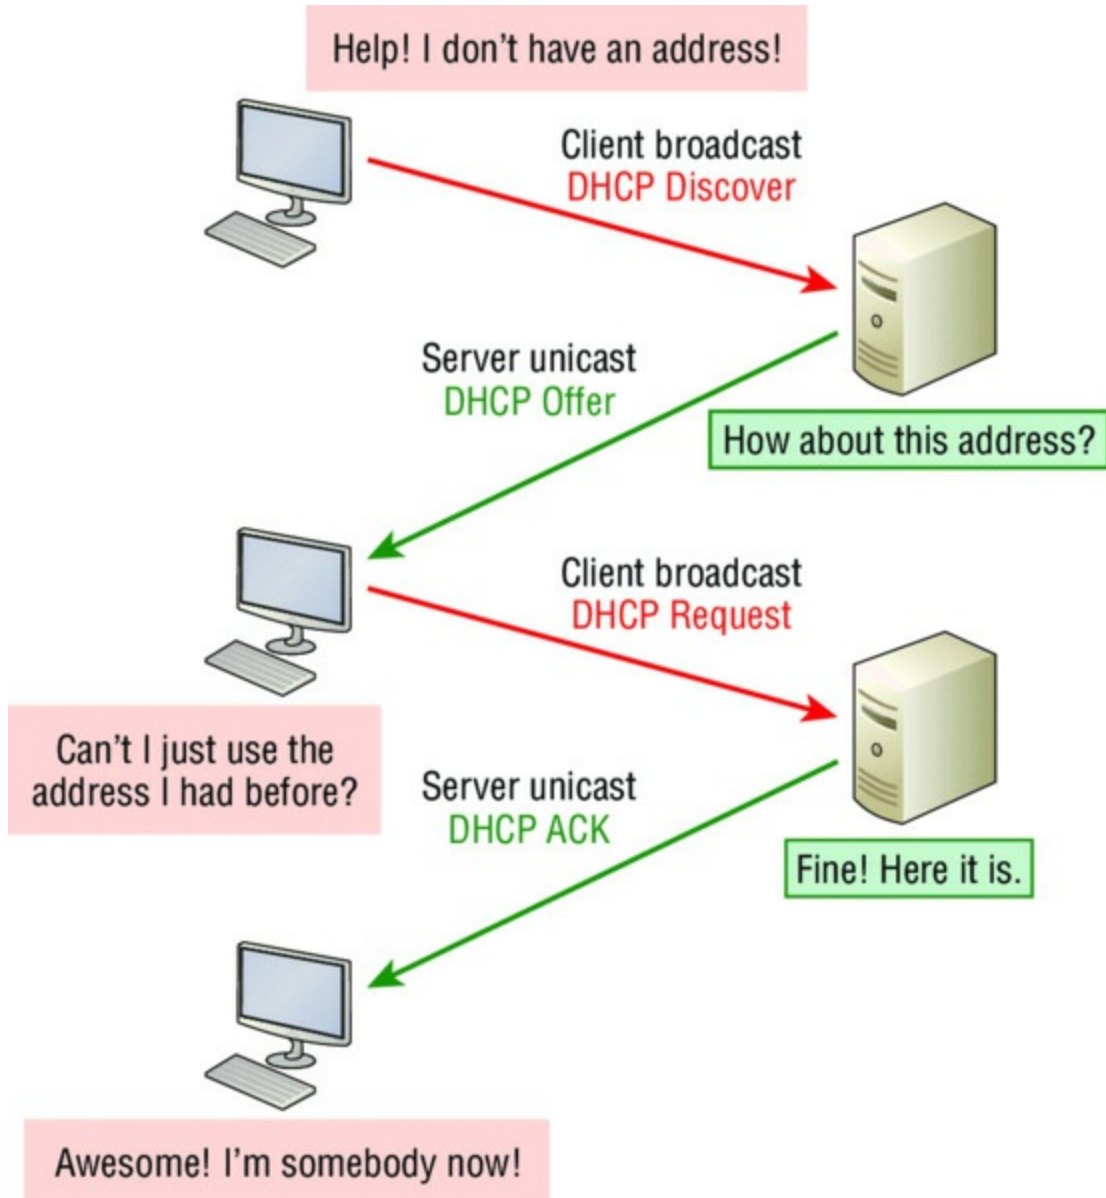 Help! I don't have an address!
Client broadcast
DHCP Discover
Server unicast
DHCP Offer
How about this address?
Client broadcast
DHCP Request
Can't I just use the
address I had before?
Server unicast
DHCP ACK
Fine! Here it is.
Awesome! I'm somebody now!